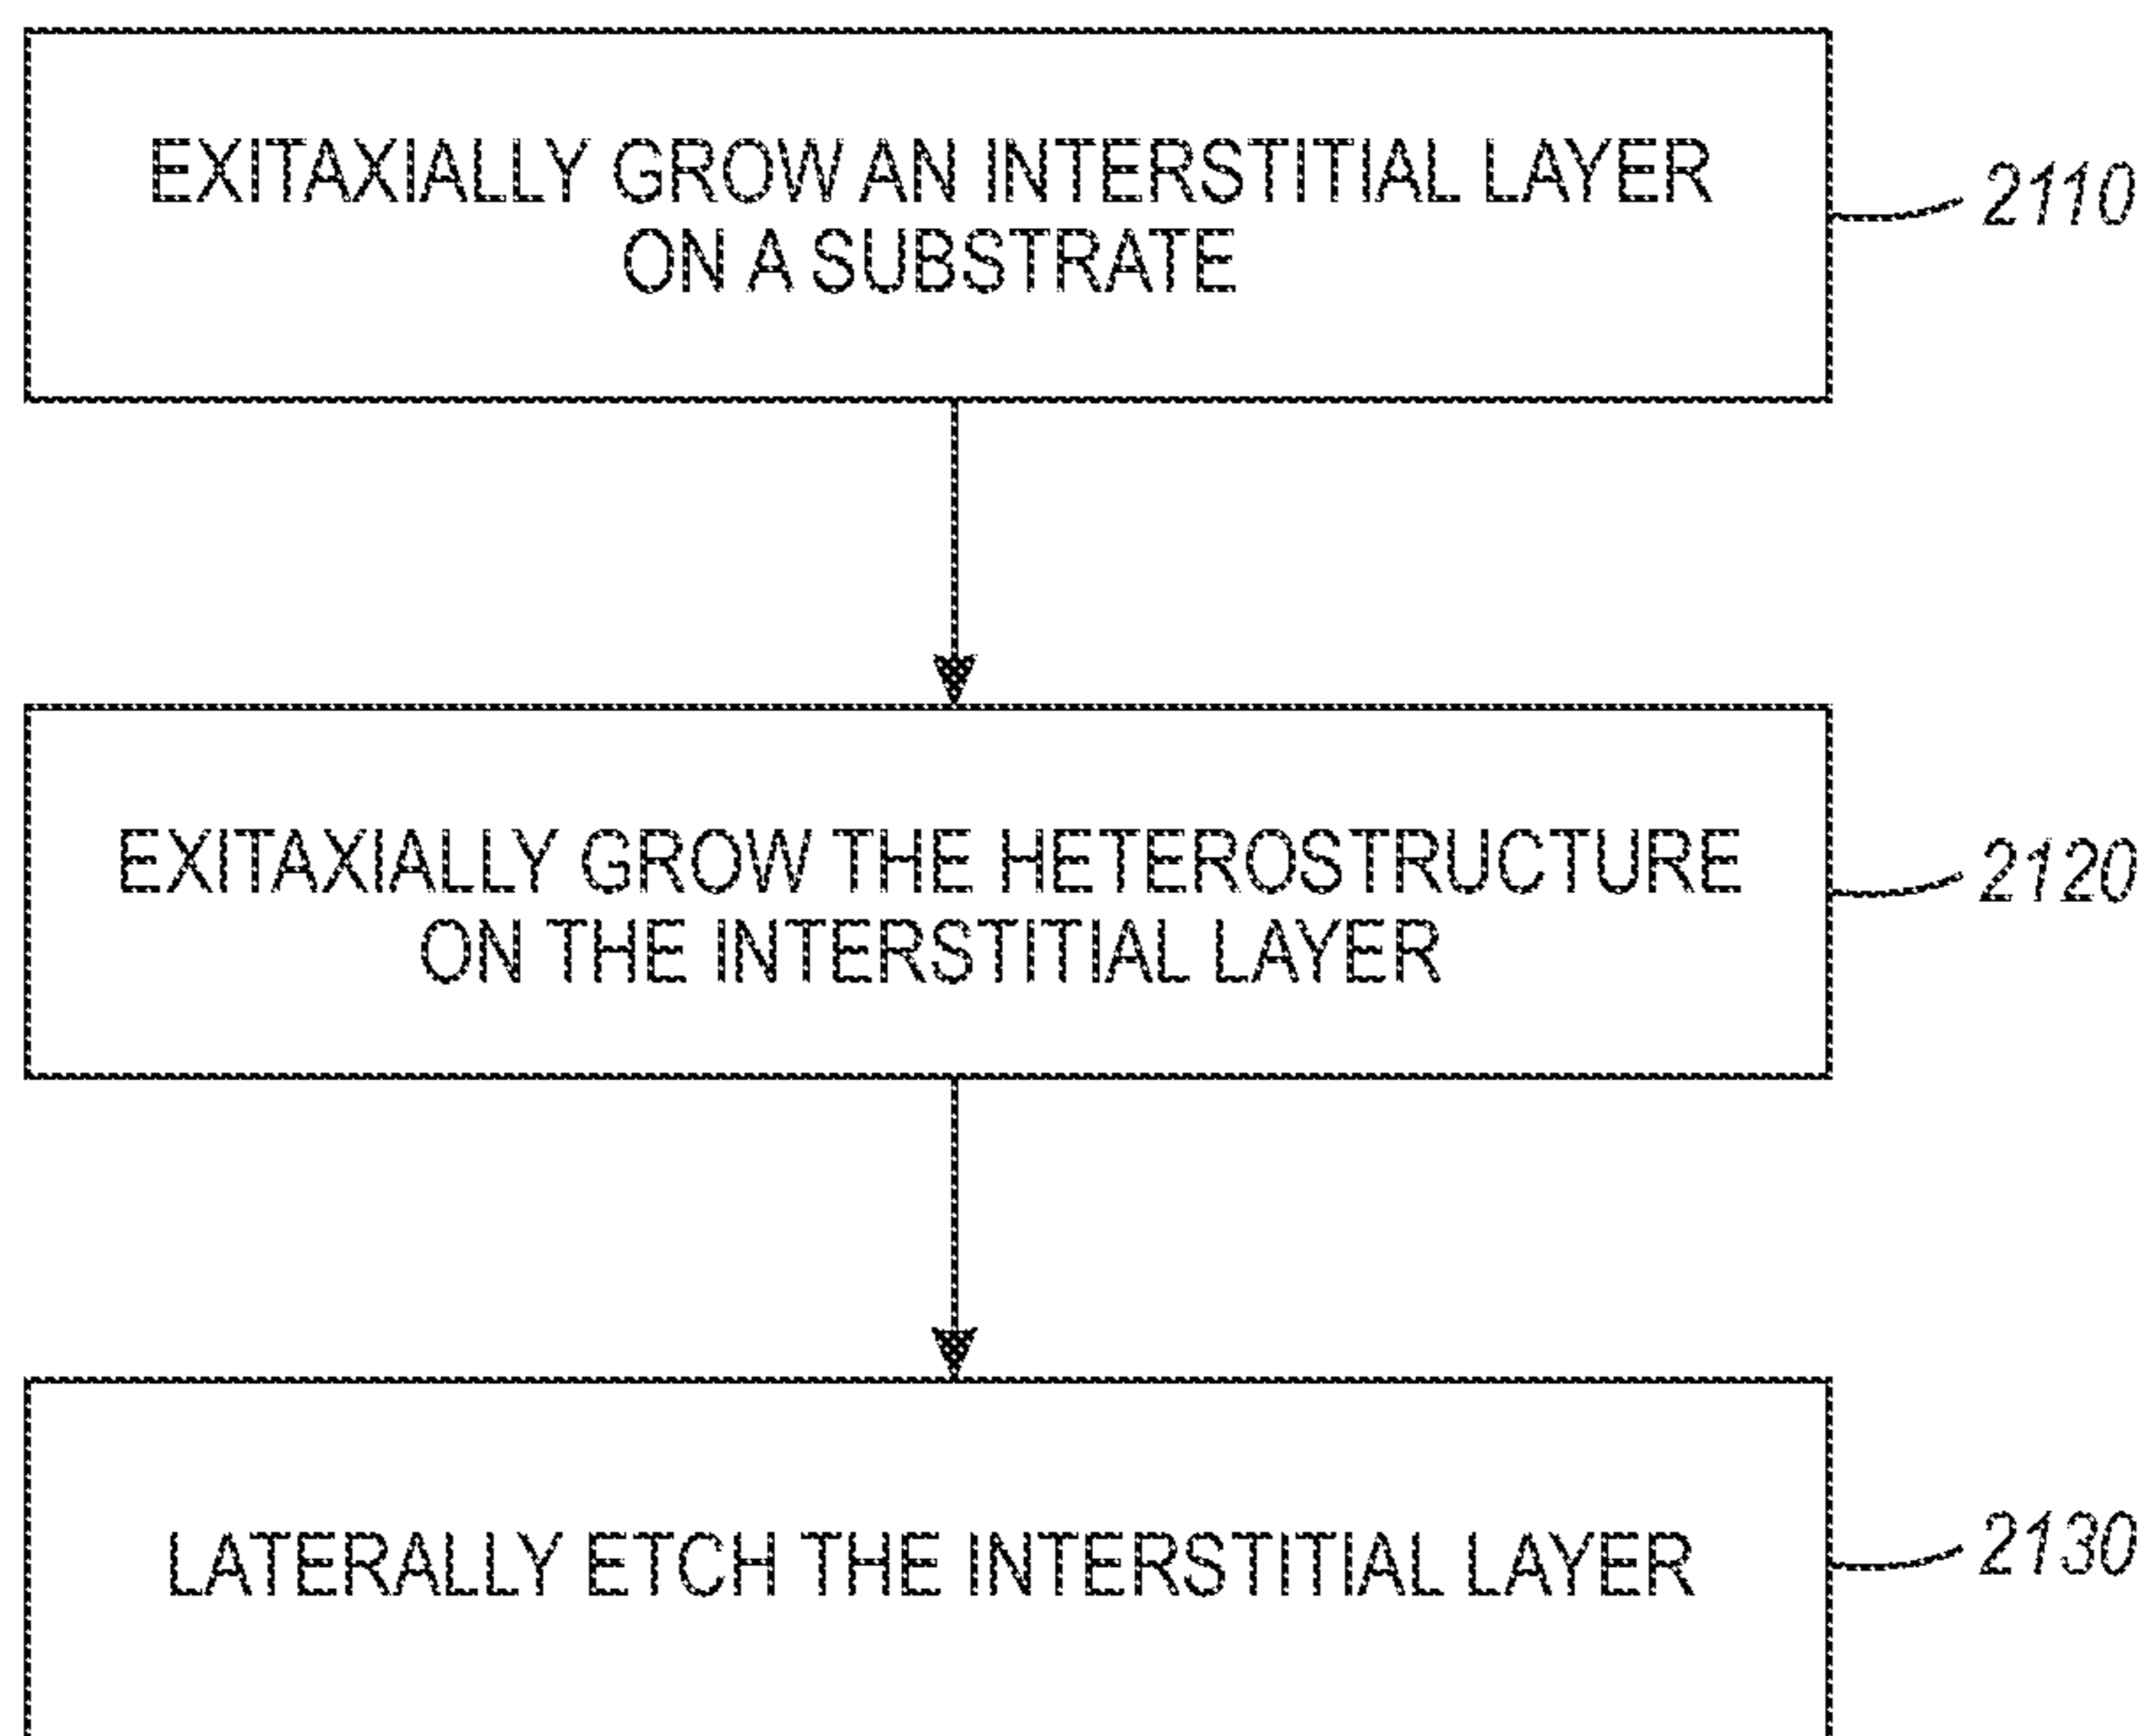 EXITAXIALLY GROW AN INTERSTITIAL LAYER
ON A SUBSTRATE
2110
EXITAXIALLY GROW THE HETEROSTRUCTURE
ON THE INTERSTITIAL LAYER
2120
LATERALLY ETCH THE INTERSTITIAL LAYER
2130